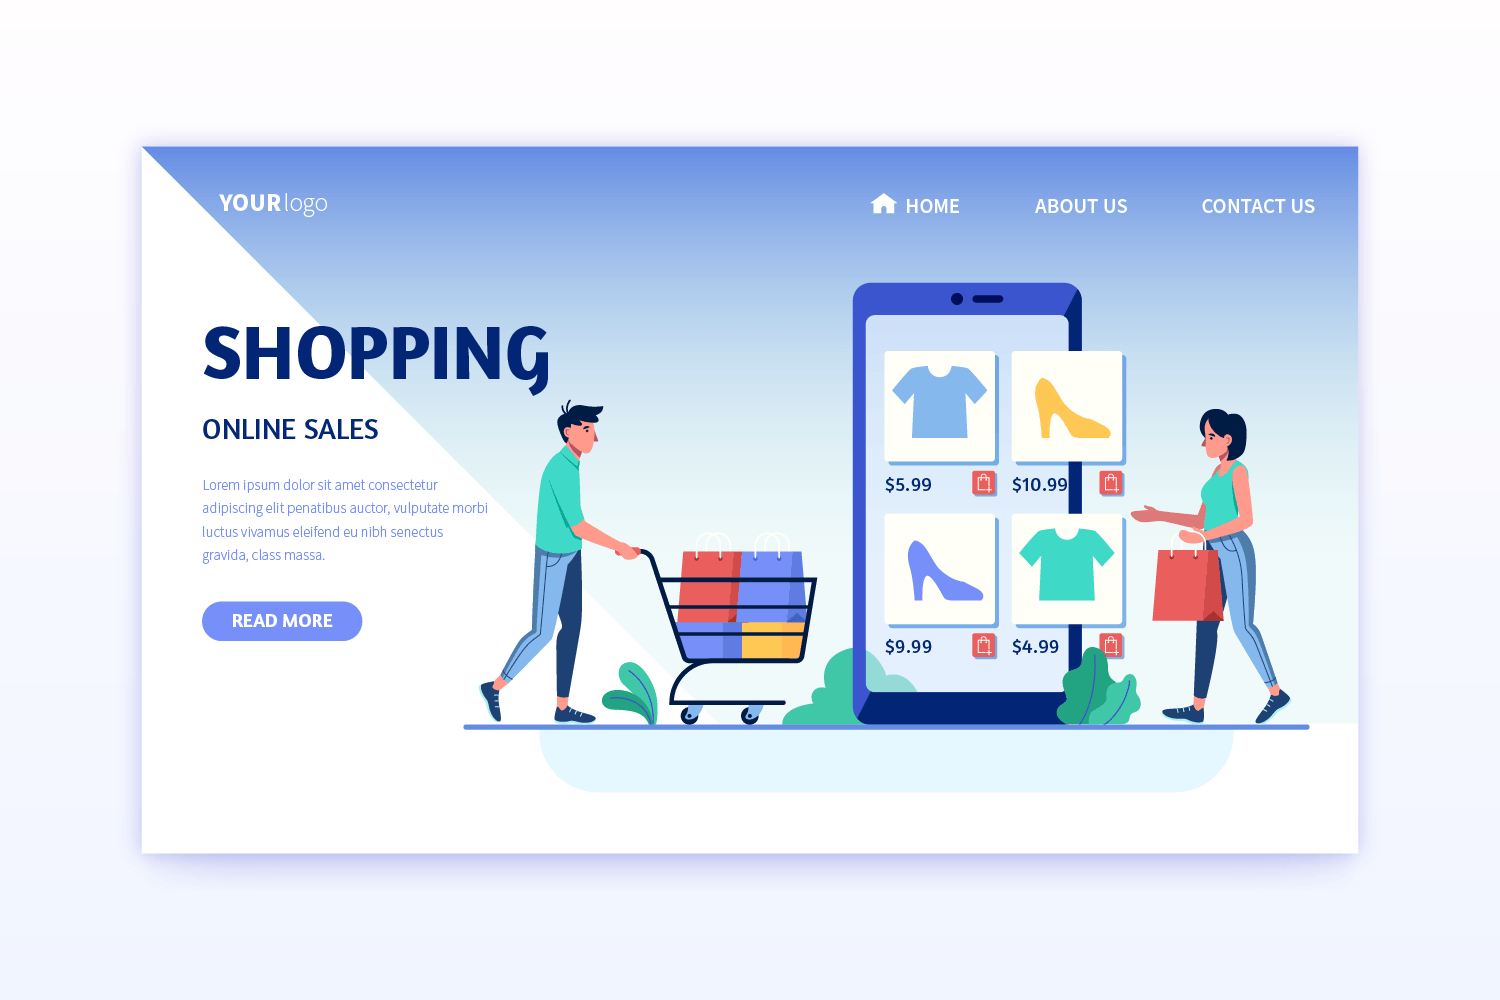 YOURlogo
HOME
ABOUT US
CONTACT US
SHOPPING
ONLINE SALES
Lorem ipsum dolor sit amet consectetur
adipiscing elit penatibus auctor, vulputate morbi
luctus vivamus eleifend eu nibh senectus
gravida, class massa.
READ MORE
$5.99
$10.99
$9.99
$4.99